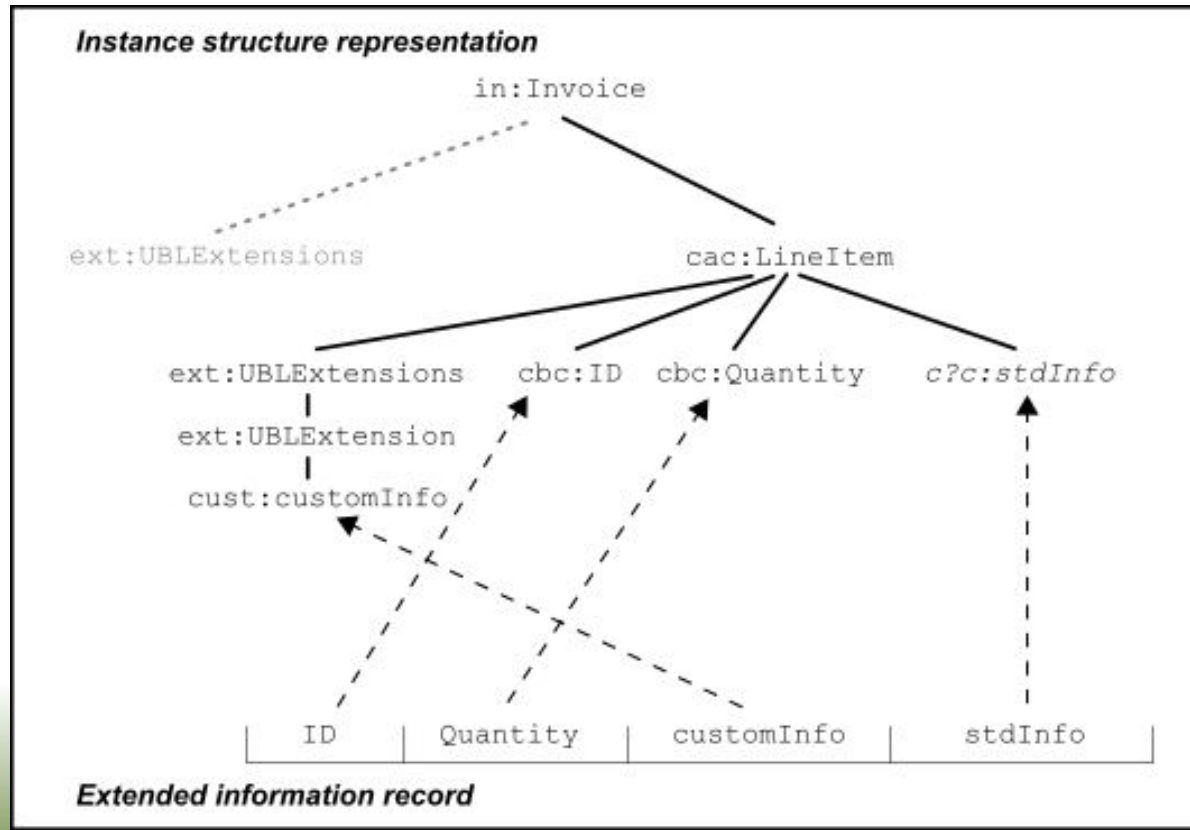 Instance structure representation
in:Invoice
ext:UBLExtensions cac:LineItem
ext:UBLExtensions cbc:ID cbc:Quantity c?c:stdInfo
ext:UBLExtension
cust:customInfo
ID Quantity customInfo stdInfo
Extended information record